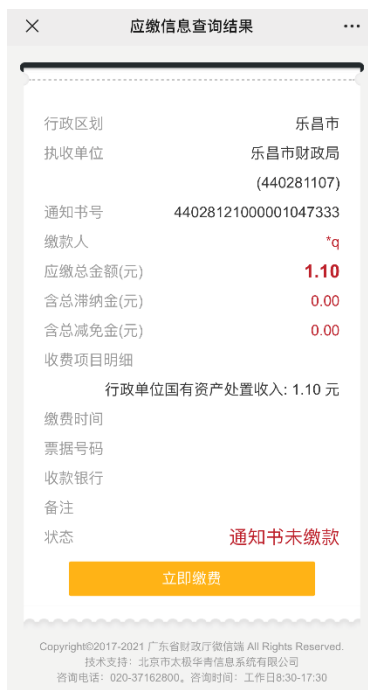 应缴信息查询结果
行政区划 乐昌市
执收单位 乐昌市财政局
(440281107)
通知书号 44028121000001047333
缴款人 *q
应缴总金额(元) 1.10
含总滞纳金(元) 0.00
含总减免金(元) 0.00
收费项目明细
行政单位国有资产处置收入: 1.10 元
缴费时间
票据号码
收款银行
备注
状态 通知书未缴款
立即缴费
Copyright©2017-2021 广东省财政厅微信端 All Rights Reserved.
技术支持：北京市太极华青信息系统有限公司
咨询电话：020-37162800。咨询时间：工作日8:30-17:30